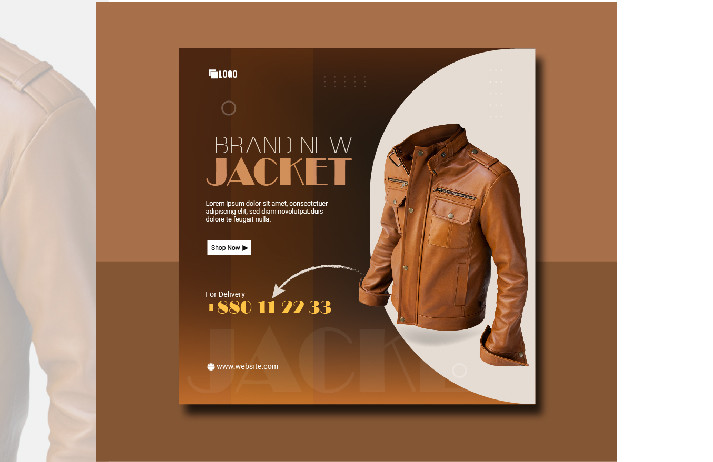 LOGO
BRAND NEW
JACKET
Lorem ipsum dolor sit amet, consectetuer
adipiscing elit, sed diam novolutpat.duis
dolore te feugait nulla.
Shop Now ▶
For Delivery
+880 11 22 33
JACKET
www.website.com